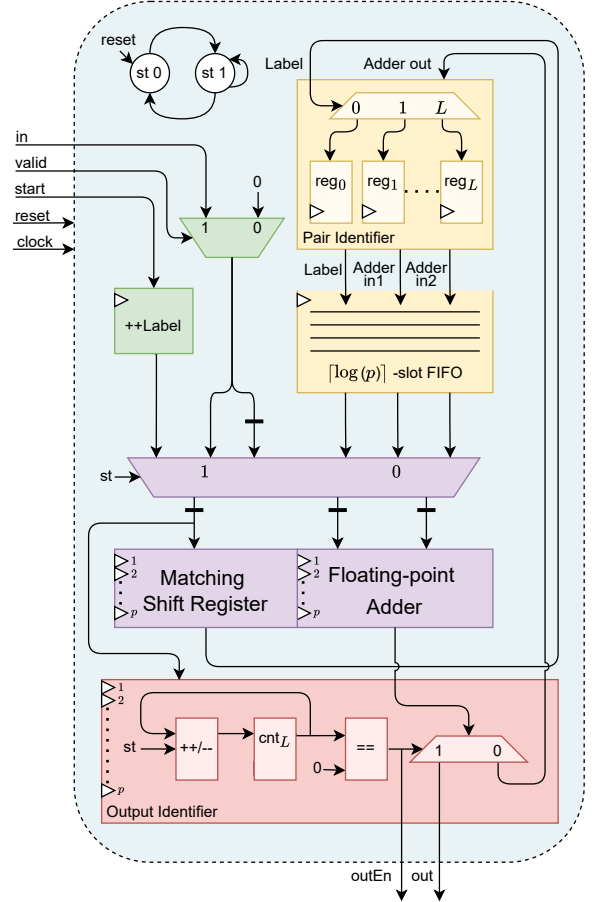 reset
st 0
st 1
Label
Adder out
0 1 L
in
valid
0
start
reg0
reg1
. . . .
regL
reset
1 0
clock
Pair Identifier
Label
Adder
in1
Adder
in2
++Label
⌈log (p)⌉ -slot FIFO
st
1
0
1
2
p
Matching
Shift Register
1
2
p
Floating-point
Adder
1
2
p
st
++/--
cntL
0
==
1 0
Output Identifier
outEn
out